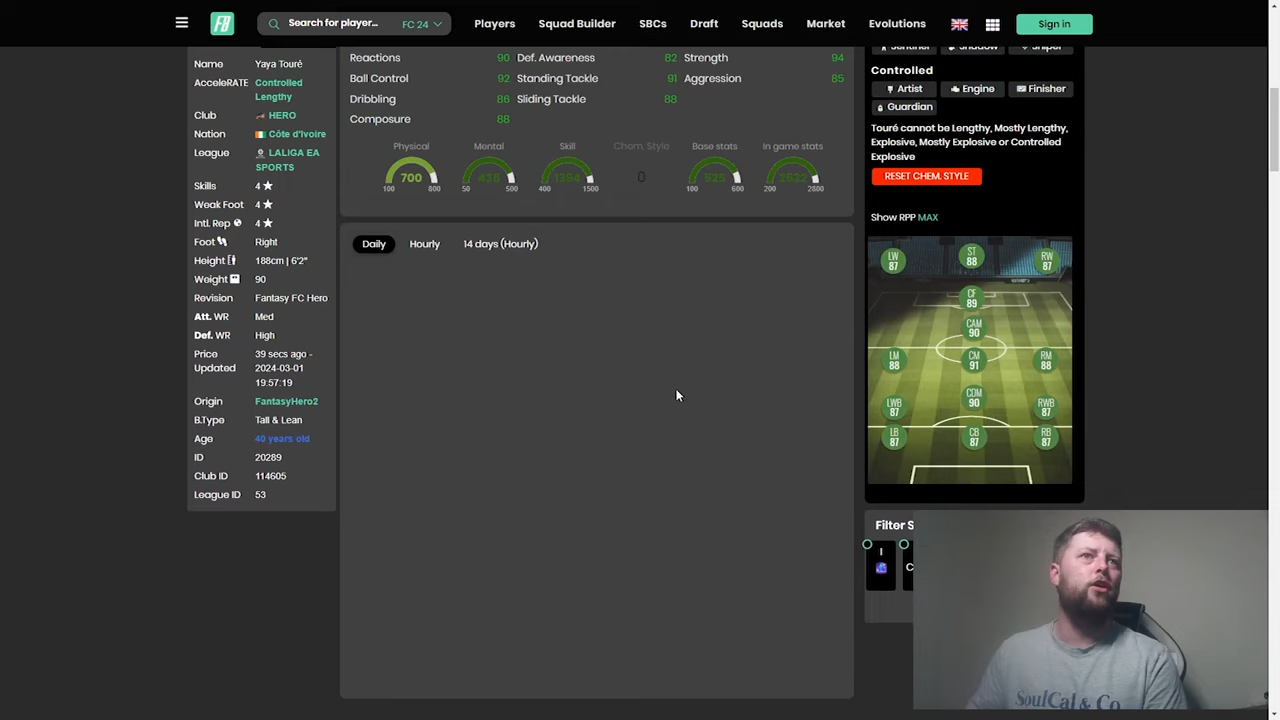 FB
Search for player...
FC 24
Players
Squad Builder
SBCs
Draft
Squads
Market
Evolutions
Sign in
Name Yaya Touré
AcceleRATE Controlled
Lengthy
Club HERO
Nation Côte d'Ivoire
League LALIGA EA
SPORTS
Skills 4
Weak Foot 4
Intl. Rep 4
Foot Right
Height 188cm | 6'2"
Weight 90
Revision Fantasy FC Hero
Att. WR Med
Def. WR High
Price 39 secs ago -
Updated 2024-03-01
19:57:19
Origin FantasyHero2
B.Type Tall & Lean
Age 40 years old
ID 20289
Club ID 114605
League ID 53
Reactions 90 Def. Awareness 82 Strength 94
Ball Control 92 Standing Tackle 91 Aggression 85
Dribbling 86 Sliding Tackle 88
Composure 88
Physical Mental Skill Chem. Style Base stats In game stats
700 436 1394 0 525 2532
100 800 50 500 400 1500 100 600 200 2800
Daily Hourly 14 days (Hourly)
Sentinel Shadow Sniper
Controlled
Artist Engine Finisher
Guardian
Touré cannot be Lengthy, Mostly Lengthy,
Explosive, Mostly Explosive or Controlled
Explosive
RESET CHEM. STYLE
Show RPP MAX
LW
87
ST
88
RW
87
CF
89
CAM
90
LM
88
CM
91
RM
88
CDM
90
LWB
87
RWB
87
LB
87
CB
87
RB
87
Filter S
I
C
SoulCal & Co